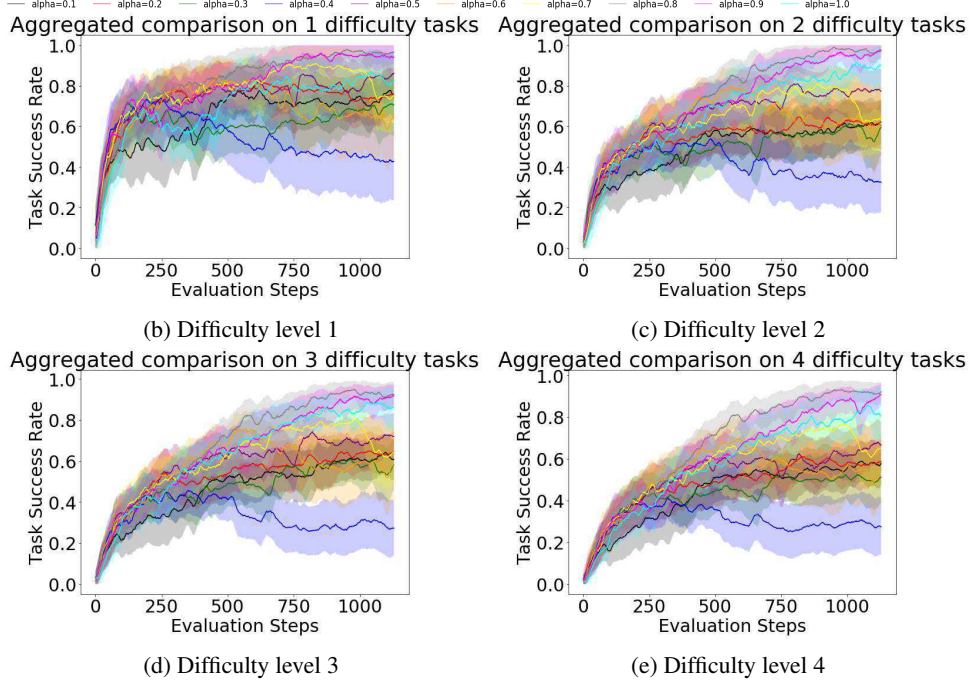 alpha=0.1 alpha=0.2 alpha=0.3 alpha=0.4 alpha=0.5 alpha=0.6 alpha=0.7 alpha=0.8 alpha=0.9 alpha=1.0
Aggregated comparison on 1 difficulty tasks
1.0
0.8
0.6
0.4
0.2
0.0
Task Success Rate
0 250 500 750 1000
Evaluation Steps
(b) Difficulty level 1
Aggregated comparison on 2 difficulty tasks
1.0
0.8
0.6
0.4
0.2
0.0
Task Success Rate
0 250 500 750 1000
Evaluation Steps
(c) Difficulty level 2
Aggregated comparison on 3 difficulty tasks
1.0
0.8
0.6
0.4
0.2
0.0
Task Success Rate
0 250 500 750 1000
Evaluation Steps
(d) Difficulty level 3
Aggregated comparison on 4 difficulty tasks
1.0
0.8
0.6
0.4
0.2
0.0
Task Success Rate
0 250 500 750 1000
Evaluation Steps
(e) Difficulty level 4